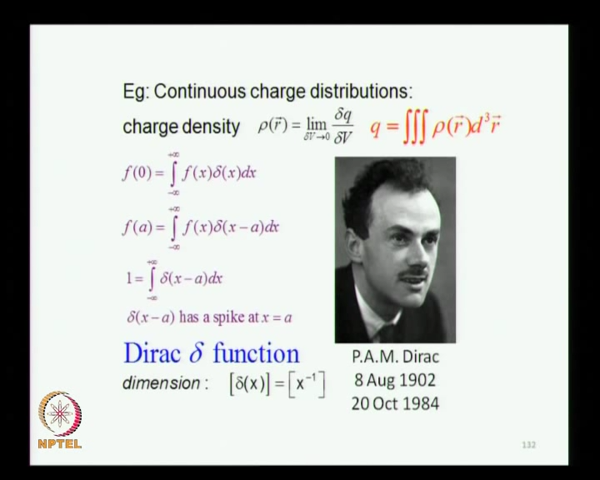 Eg: Continuous charge distributions:
charge density ρ(r⃗) = lim_{δV→0} δq/δV q = ∭ ρ(r⃗)d³r⃗
f(0) = ∫_{-∞}^{+∞} f(x)δ(x)dx
f(a) = ∫_{-∞}^{+∞} f(x)δ(x−a)dx
1 = ∫_{-∞}^{+∞} δ(x−a)dx
δ(x−a) has a spike at x = a
Dirac δ function
dimension : [δ(x)] = [x⁻¹]
P.A.M. Dirac
8 Aug 1902
20 Oct 1984
NPTEL
132